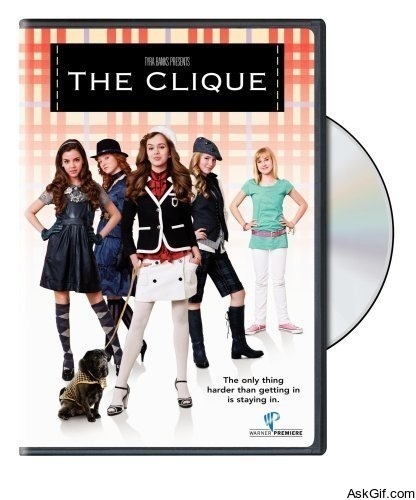 TYRA BANKS PRESENTS
THE CLIQUE
The only thing
harder than getting in
is staying in.
WARNER PREMIERE
AskGif.com